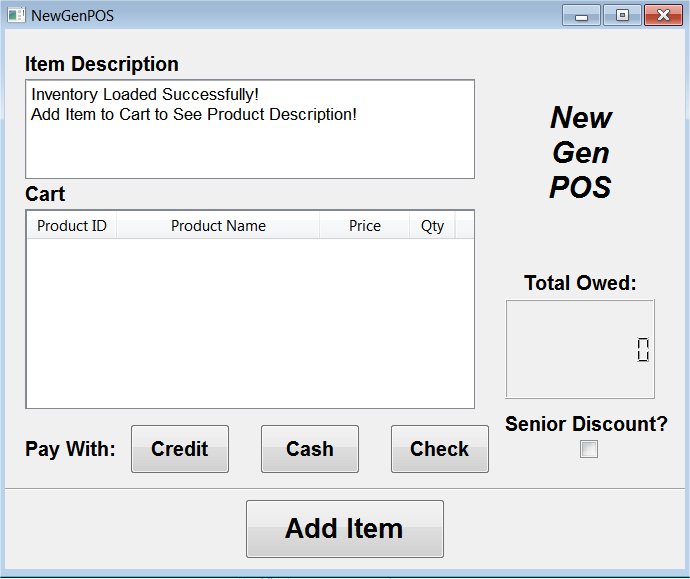 NewGenPOS
Item Description
Inventory Loaded Successfully!
Add Item to Cart to See Product Description!
New
Gen
POS
Cart
Product ID Product Name Price Qty
Total Owed:
0
Senior Discount?
Pay With: Credit Cash Check
Add Item